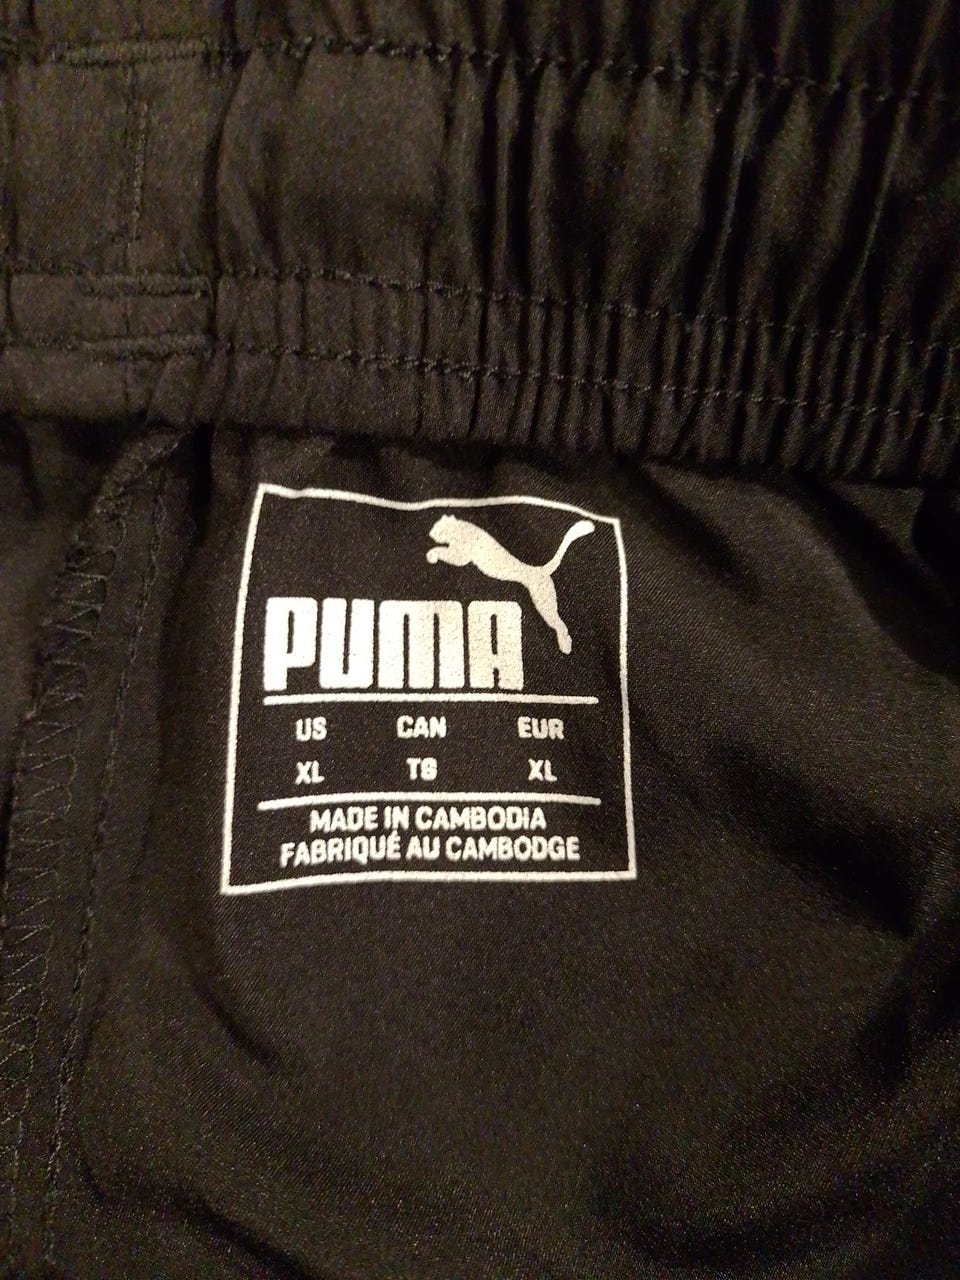 PUMA
US CAN EUR
XL TG XL
MADE IN CAMBODIA
FABRIQUÉ AU CAMBODGE